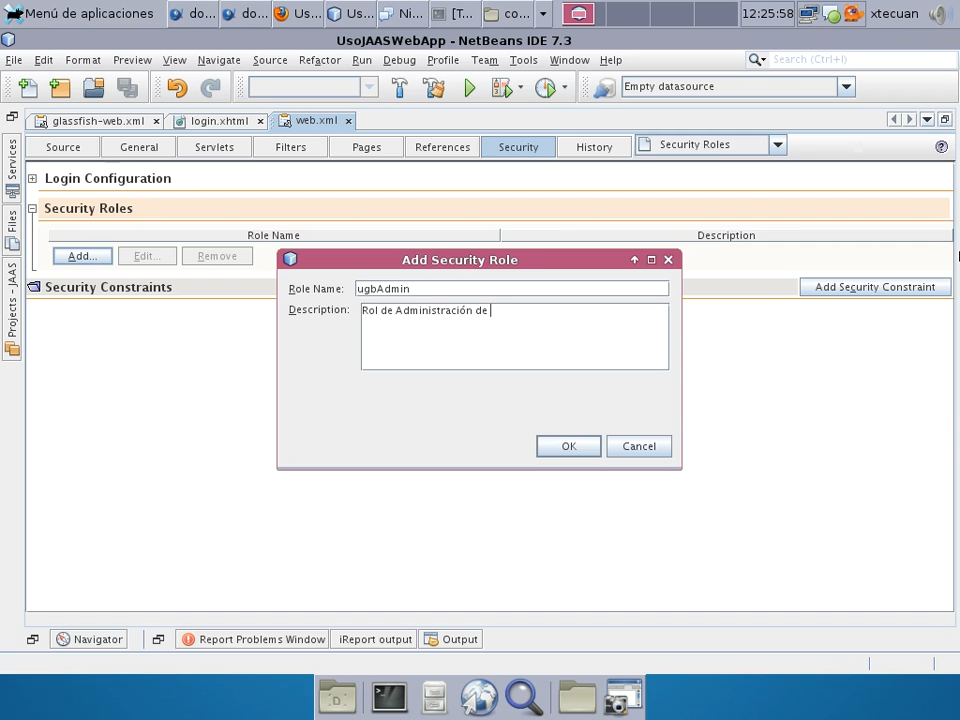 Menú de aplicaciones do... do... Us... Us... Ni... [T... co... 12:25:58 xtecuan
UsoJAASWebApp - NetBeans IDE 7.3
File Edit Format Preview View Navigate Source Refactor Run Debug Profile Team Tools Window Help Search (Ctrl+I)
Empty datasource
glassfish-web.xml login.xhtml web.xml
Source General Servlets Filters Pages References Security History Security Roles
Services
Files
Projects - JAAS
Login Configuration
Security Roles
Role Name Description
Add... Edit... Remove
Security Constraints Add Security Constraint
Add Security Role
Role Name: ugbAdmin
Description: Rol de Administración de
OK Cancel
Navigator Report Problems Window iReport output Output